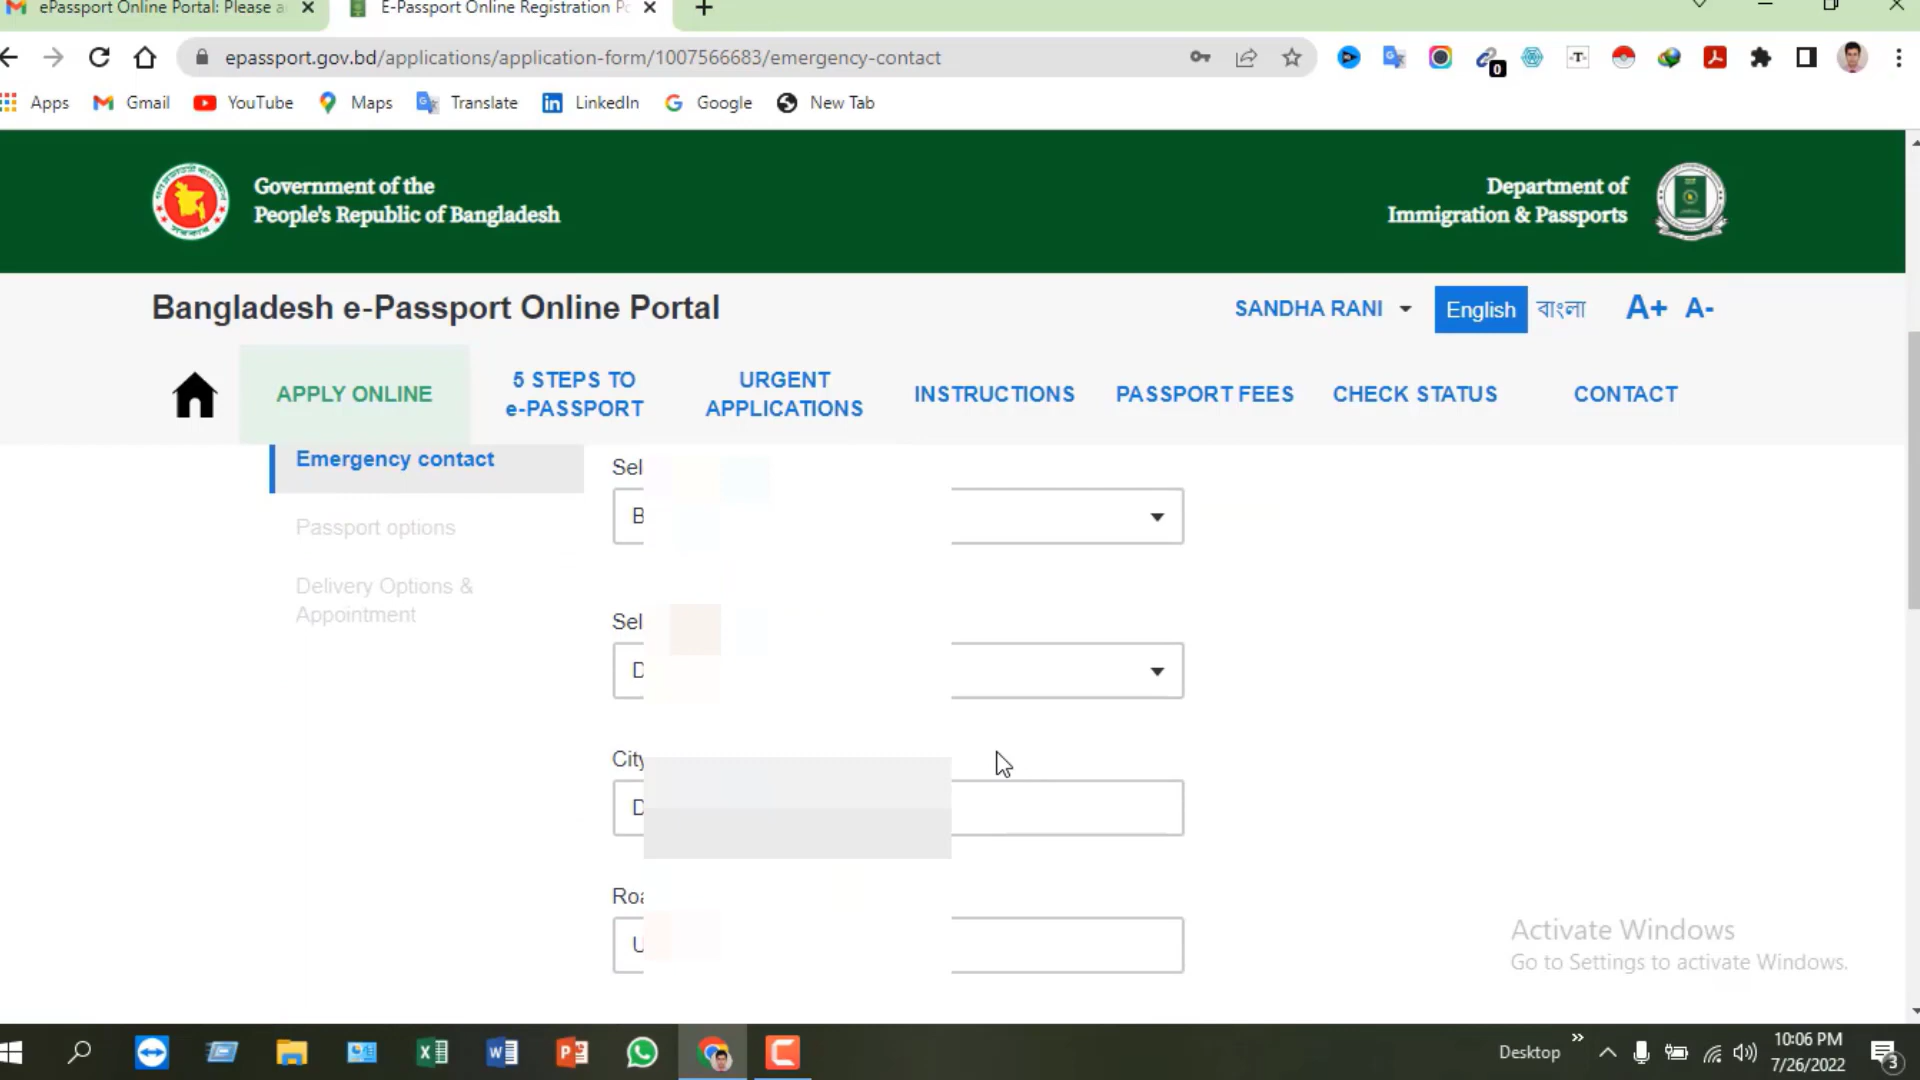 ePassport Online Portal: Please a
E-Passport Online Registration Po
epassport.gov.bd/applications/application-form/1007566683/emergency-contact
0
Apps
Gmail
YouTube
Maps
Translate
LinkedIn
Google
New Tab
Government of the
People's Republic of Bangladesh
Department of
Immigration & Passports
Bangladesh e-Passport Online Portal
SANDHA RANI
English
বাংলা
A+
A-
APPLY ONLINE
5 STEPS TO
e-PASSPORT
URGENT
APPLICATIONS
INSTRUCTIONS
PASSPORT FEES
CHECK STATUS
CONTACT
Emergency contact
Passport options
Delivery Options &
Appointment
Sel
B
Sel
D
City
D
Roa
U
Activate Windows
Go to Settings to activate Windows.
Desktop
10:06 PM
7/26/2022
3